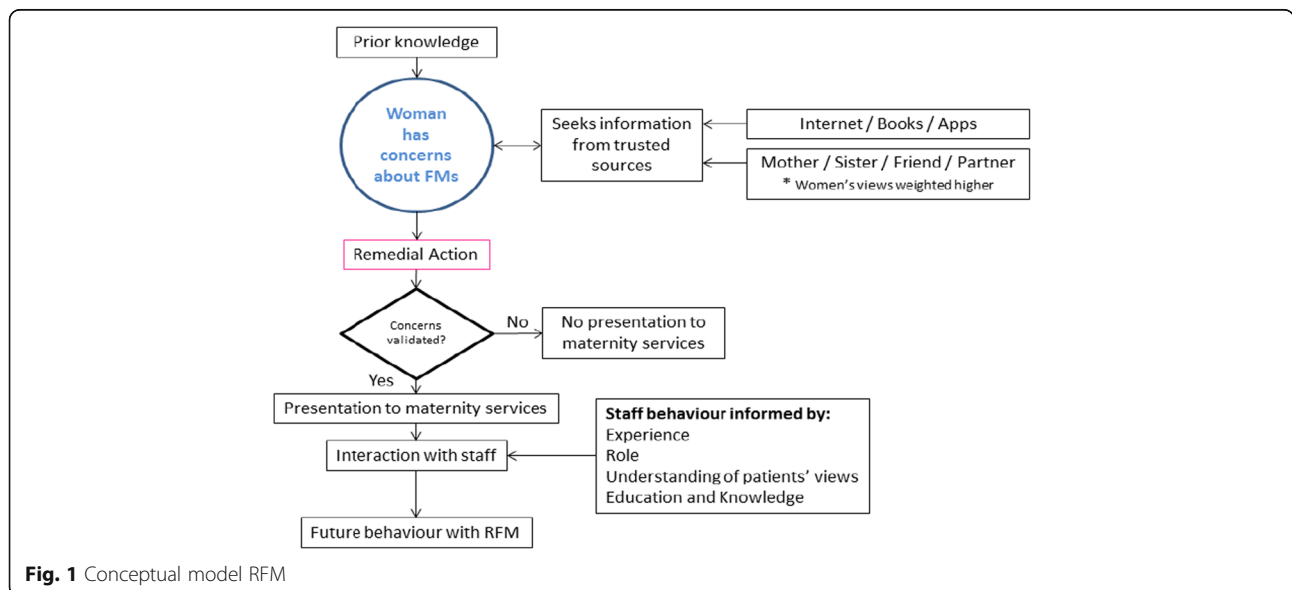 Prior knowledge
Woman
has
concerns
about FMs
Seeks information
from trusted
sources
Internet / Books / Apps
Mother / Sister / Friend / Partner
* Women's views weighted higher
Remedial Action
Concerns
validated?
No
No presentation to
maternity services
Yes
Presentation to maternity services
Interaction with staff
Staff behaviour informed by:
Experience
Role
Understanding of patients' views
Education and Knowledge
Future behaviour with RFM
Fig. 1 Conceptual model RFM